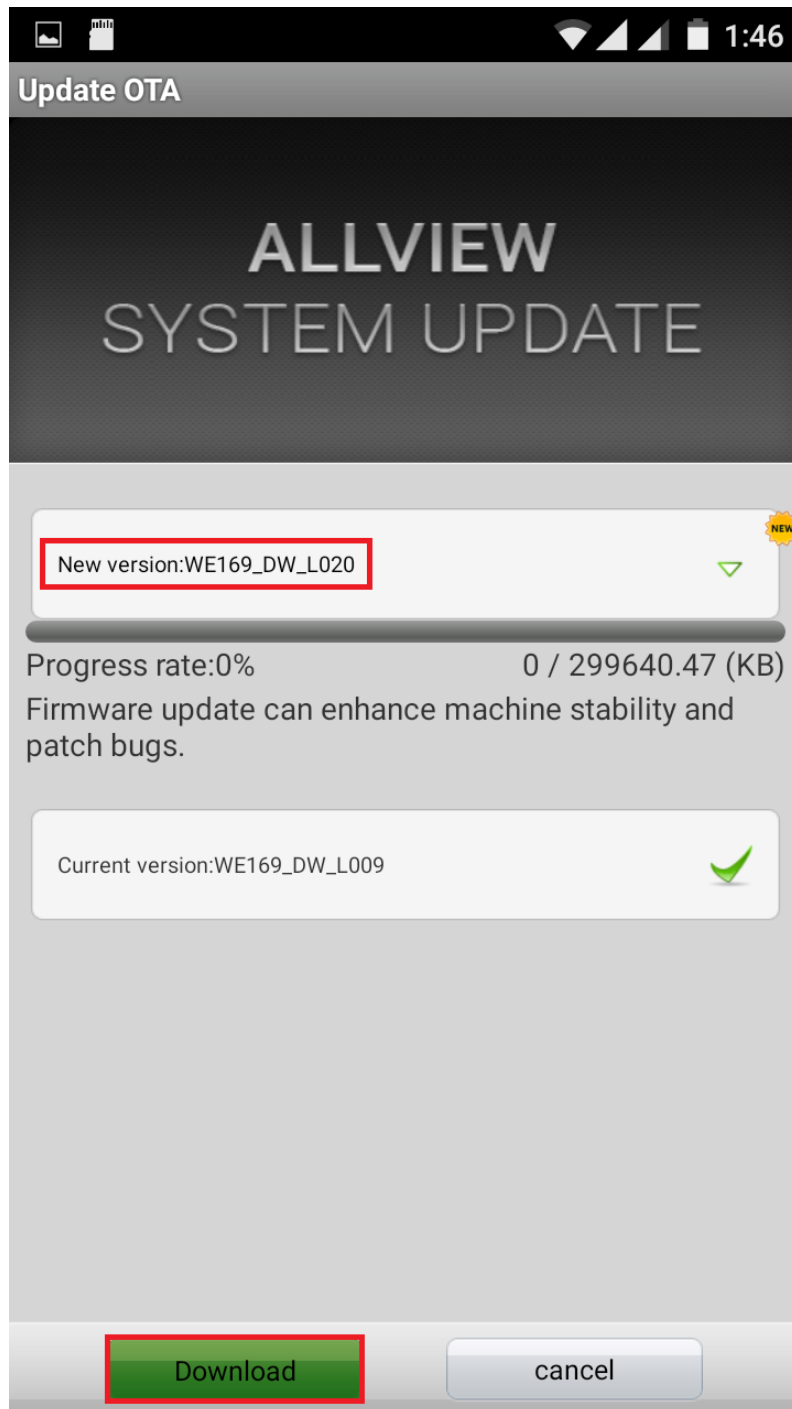 1:46
Update OTA
ALLVIEW
SYSTEM UPDATE
NEW
New version:WE169_DW_L020
Progress rate:0% 0 / 299640.47 (KB)
Firmware update can enhance machine stability and
patch bugs.
Current version:WE169_DW_L009
Download cancel